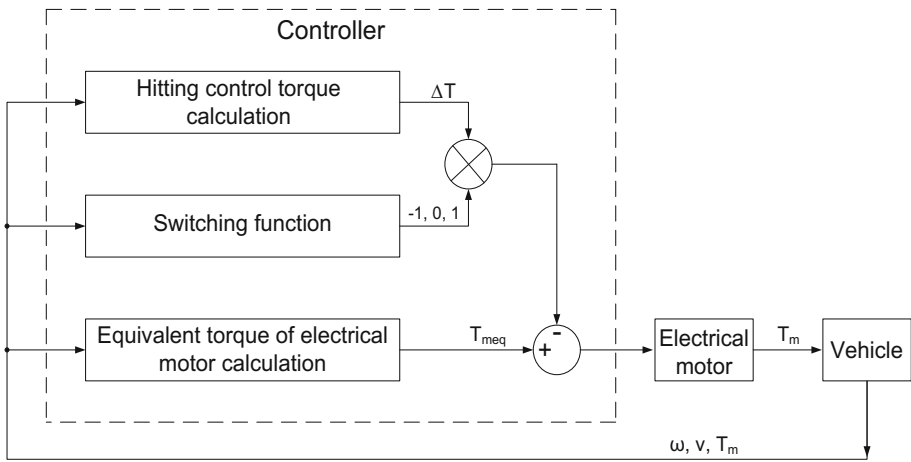 Controller
Hitting control torque
calculation
ΔT
Switching function
-1, 0, 1
Equivalent torque of electrical
motor calculation
Tmeq
-
+
Electrical
motor
Tm
Vehicle
ω, v, Tm